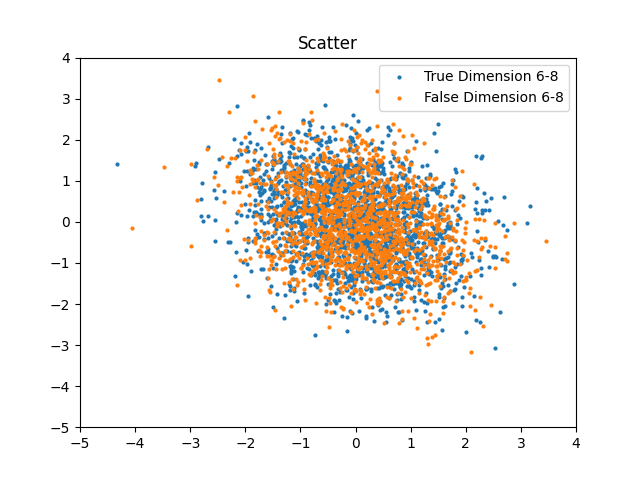 Scatter
True Dimension 6-8
False Dimension 6-8
4
3
2
1
0
−1
−2
−3
−4
−5
−5 −4 −3 −2 −1 0 1 2 3 4